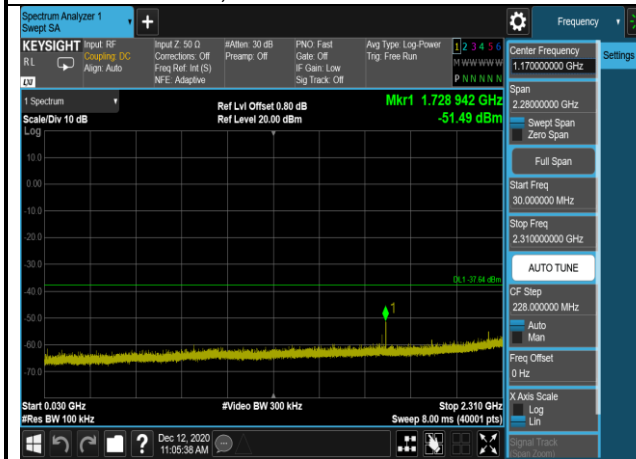 Spectrum Analyzer 1
Swept SA
+
Frequency
KEYSIGHT
RL
LXI
Input: RF
Coupling: DC
Align: Auto
Input Z: 50 Ω
Corrections: Off
Freq Ref: Int (S)
NFE: Adaptive
#Atten: 30 dB
Preamp: Off
PNO: Fast
Gate: Off
IF Gain: Low
Sig Track: Off
Avg Type: Log-Power
Trig: Free Run
1 2 3 4 5 6
M W W W W W
P N N N N N
1 Spectrum
Scale/Div 10 dB
Log
Ref Lvl Offset 0.80 dB
Ref Level 20.00 dBm
Mkr1 1.728 942 GHz
-51.49 dBm
10.0
0.00
-10.0
-20.0
-30.0
DL1 -37.64 dBm
-40.0
1
-50.0
-60.0
-70.0
Start 0.030 GHz
#Res BW 100 kHz
#Video BW 300 kHz
Stop 2.310 GHz
Sweep 8.00 ms (40001 pts)
?
Dec 12, 2020
11:05:38 AM
Settings
Center Frequency
1.170000000 GHz
Span
2.28000000 GHz
Swept Span
Zero Span
Full Span
Start Freq
30.000000 MHz
Stop Freq
2.310000000 GHz
AUTO TUNE
CF Step
228.000000 MHz
Auto
Man
Freq Offset
0 Hz
X Axis Scale
Log
Lin
Signal Track
(Span Zoom)